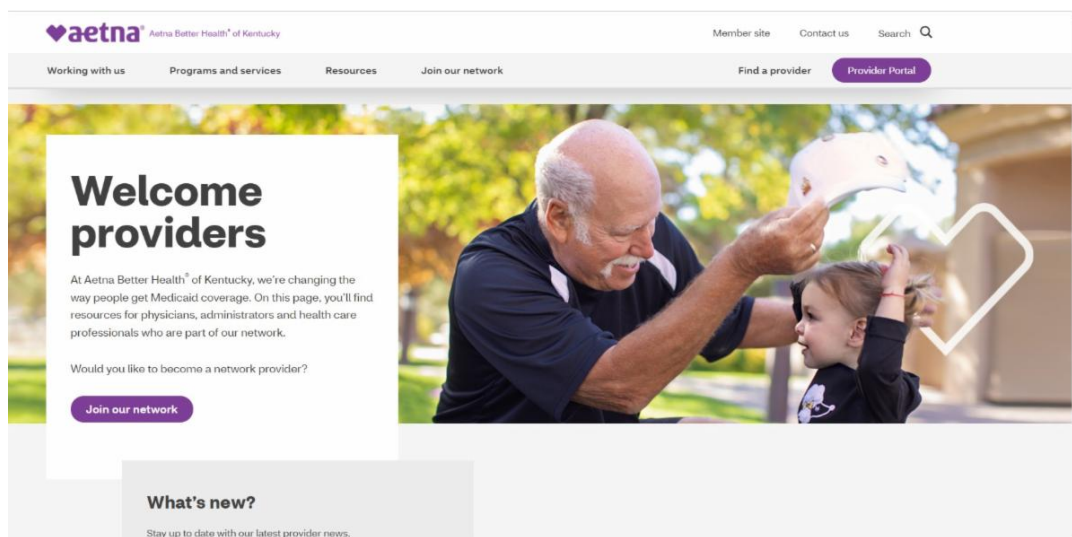 aetna® Aetna Better Health® of Kentucky
Member site Contact us Search
Working with us Programs and services Resources Join our network Find a provider Provider Portal
Welcome
providers
At Aetna Better Health® of Kentucky, we're changing the
way people get Medicaid coverage. On this page, you'll find
resources for physicians, administrators and health care
professionals who are part of our network.
Would you like to become a network provider?
Join our network
What's new?
Stay up to date with our latest provider news.